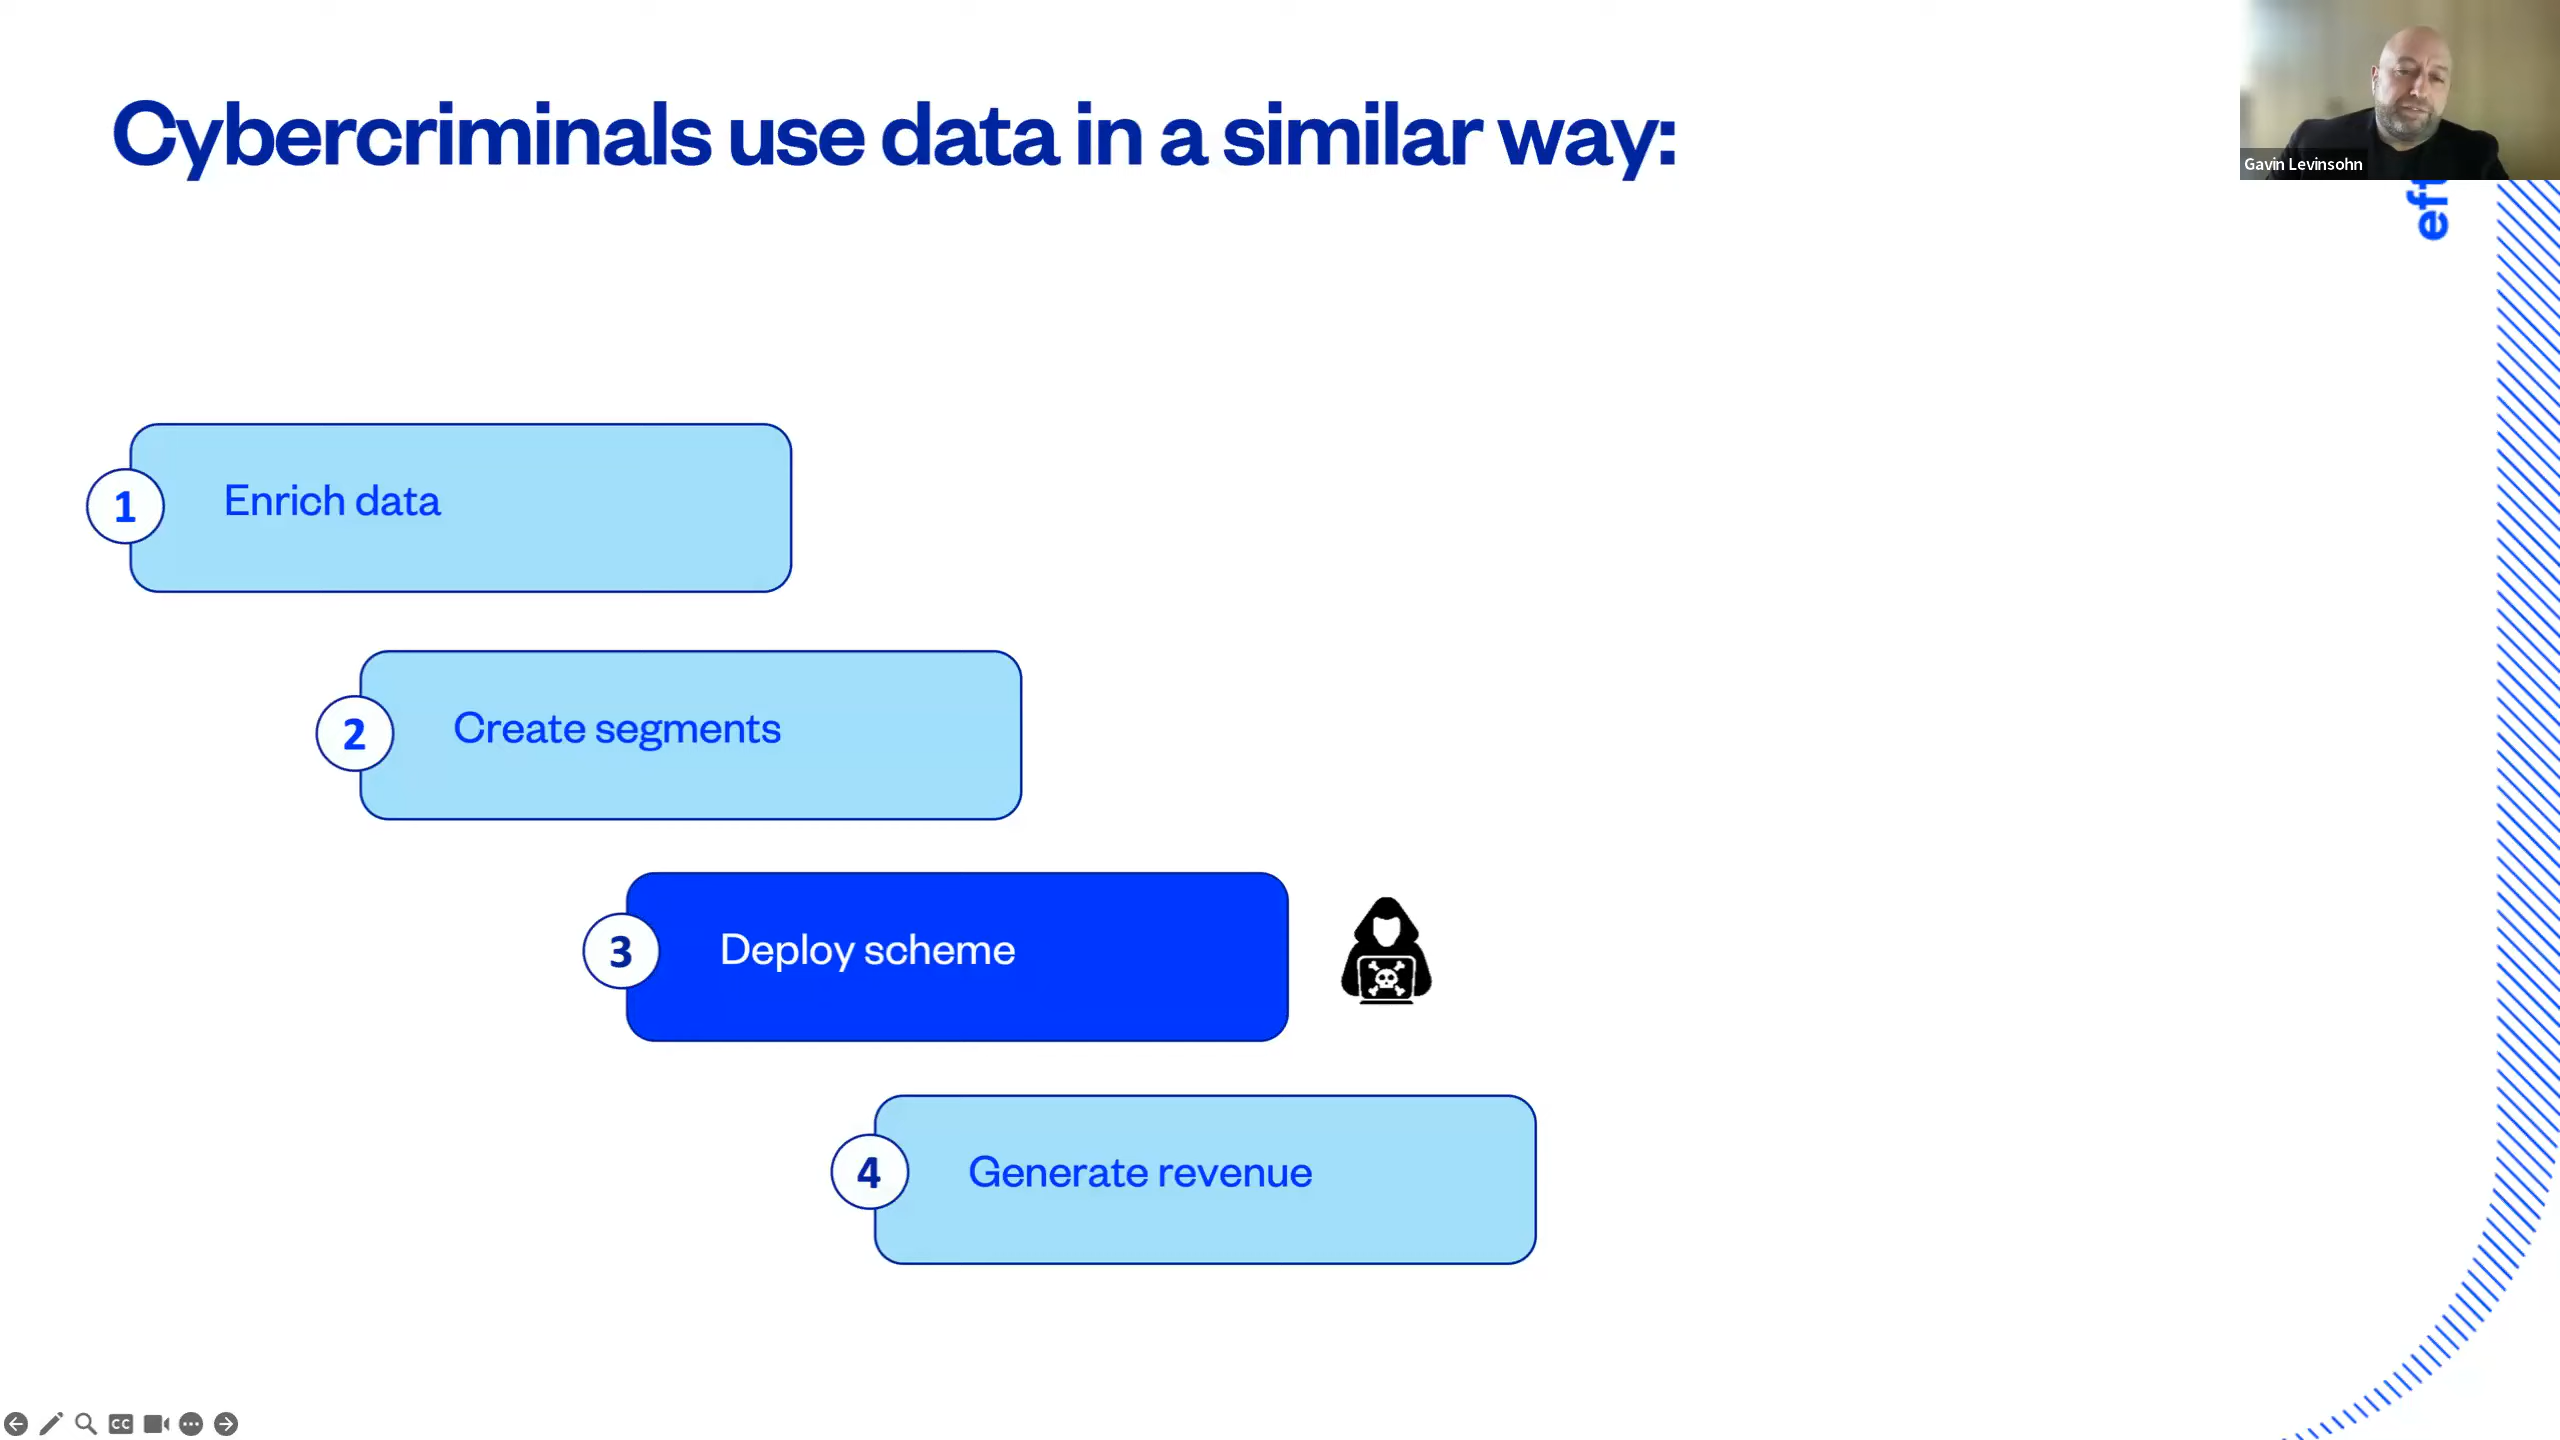 Cybercriminals use data in a similar way:
Gavin Levinsohn
1
Enrich data
2
Create segments
3
Deploy scheme
4
Generate revenue
CC